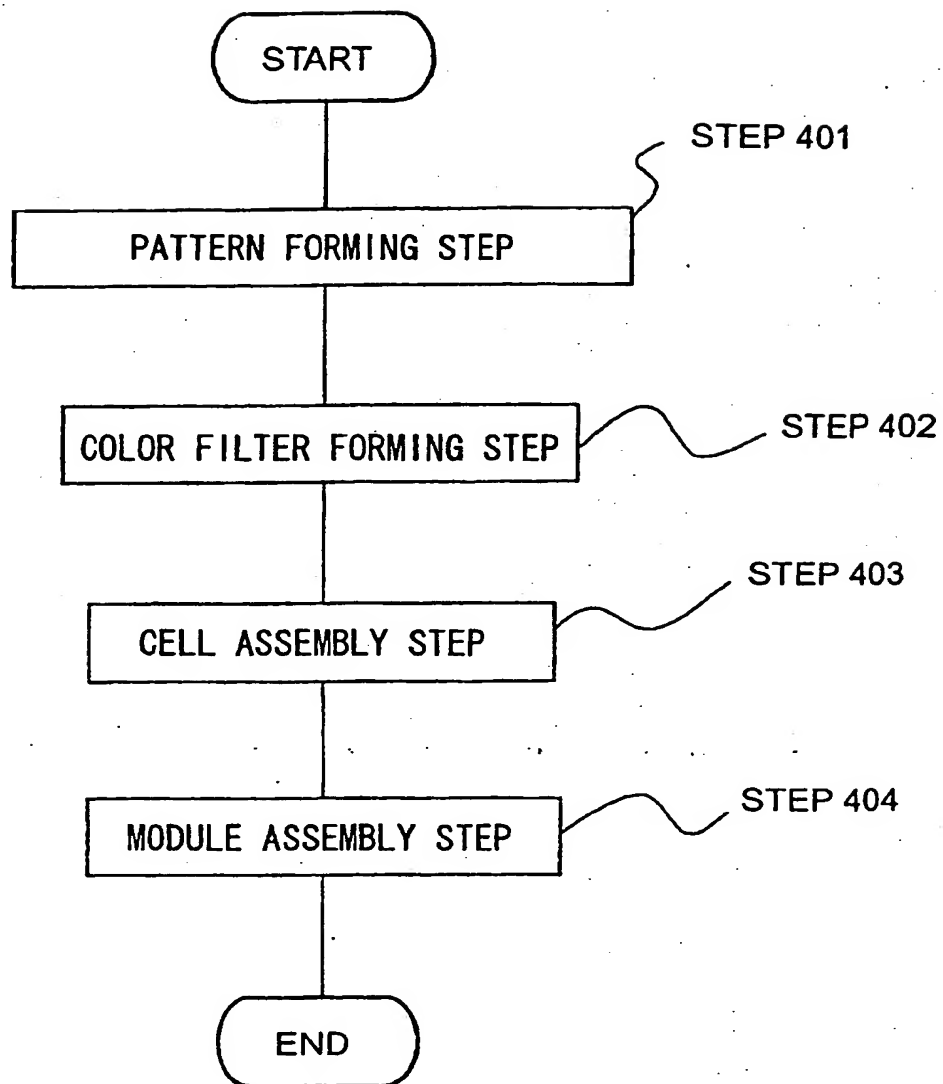 START
STEP 401
PATTERN FORMING STEP
STEP 402
COLOR FILTER FORMING STEP
STEP 403
CELL ASSEMBLY STEP
STEP 404
MODULE ASSEMBLY STEP
END